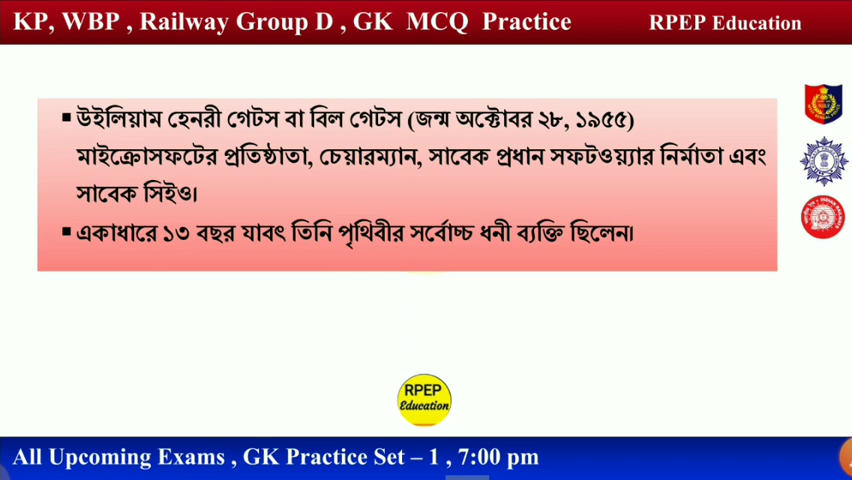 KP, WBP , Railway Group D , GK MCQ Practice
RPEP Education
▪ উইলিয়াম হেনরী গেটস বা বিল গেটস (জন্ম অক্টোবর ২৮, ১৯৫৫)
মাইক্রোসফটের প্রতিষ্ঠাতা, চেয়ারম্যান, সাবেক প্রধান সফটওয়্যার নির্মাতা এবং
সাবেক সিইও।
▪ একাধারে ১৩ বছর যাবৎ তিনি পৃথিবীর সর্বোচ্চ ধনী ব্যক্তি ছিলেন।
RPEP
Education
All Upcoming Exams , GK Practice Set – 1 , 7:00 pm